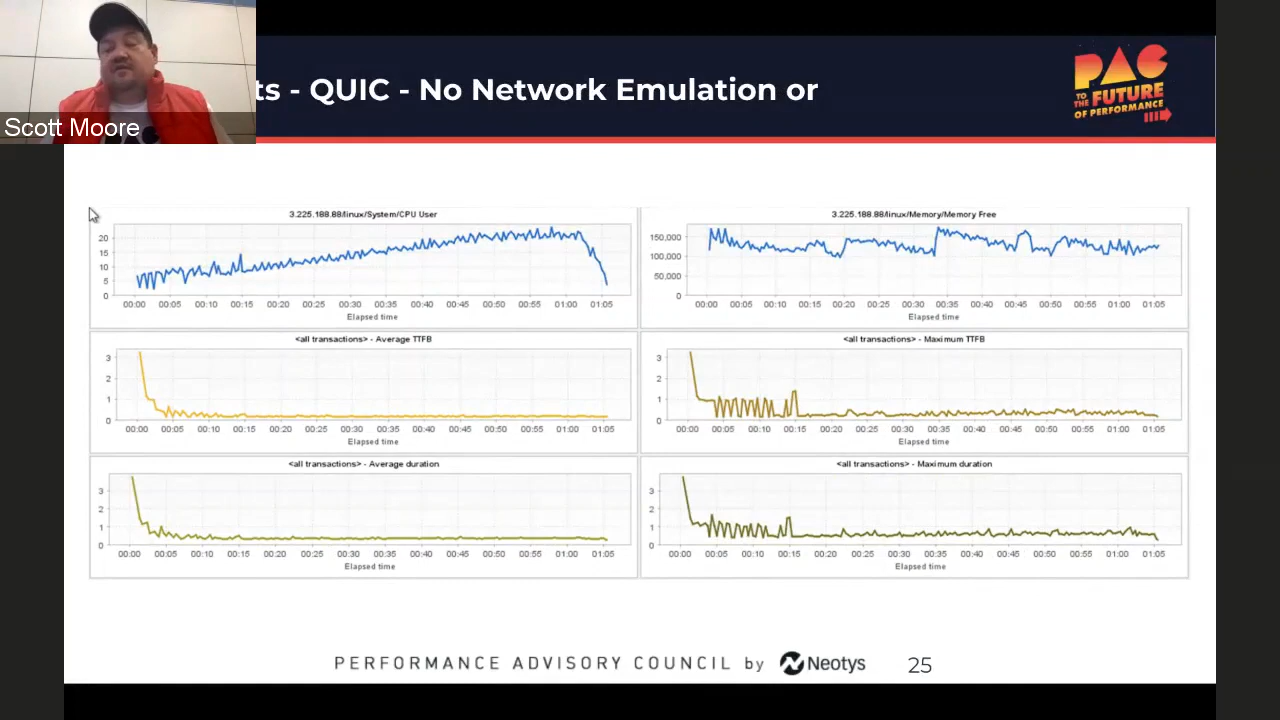 ts - QUIC - No Network Emulation or
PAC
TO THE FUTURE
OF PERFORMANCE
Scott Moore
3.225.188.88/linux/System/CPU User
20
15
10
5
0
00:00 00:05 00:10 00:15 00:20 00:25 00:30 00:35 00:40 00:45 00:50 00:55 01:00 01:05
Elapsed time
3.225.188.88/linux/Memory/Memory Free
150,000
100,000
50,000
0
00:00 00:05 00:10 00:15 00:20 00:25 00:30 00:35 00:40 00:45 00:50 00:55 01:00 01:05
Elapsed time
<all transactions> - Average TTFB
3
2
1
0
00:00 00:05 00:10 00:15 00:20 00:25 00:30 00:35 00:40 00:45 00:50 00:55 01:00 01:05
Elapsed time
<all transactions> - Maximum TTFB
3
2
1
0
00:00 00:05 00:10 00:15 00:20 00:25 00:30 00:35 00:40 00:45 00:50 00:55 01:00 01:05
Elapsed time
<all transactions> - Average duration
3
2
1
0
00:00 00:05 00:10 00:15 00:20 00:25 00:30 00:35 00:40 00:45 00:50 00:55 01:00 01:05
Elapsed time
<all transactions> - Maximum duration
3
2
1
0
00:00 00:05 00:10 00:15 00:20 00:25 00:30 00:35 00:40 00:45 00:50 00:55 01:00 01:05
Elapsed time
PERFORMANCE ADVISORY COUNCIL by Neotys 25